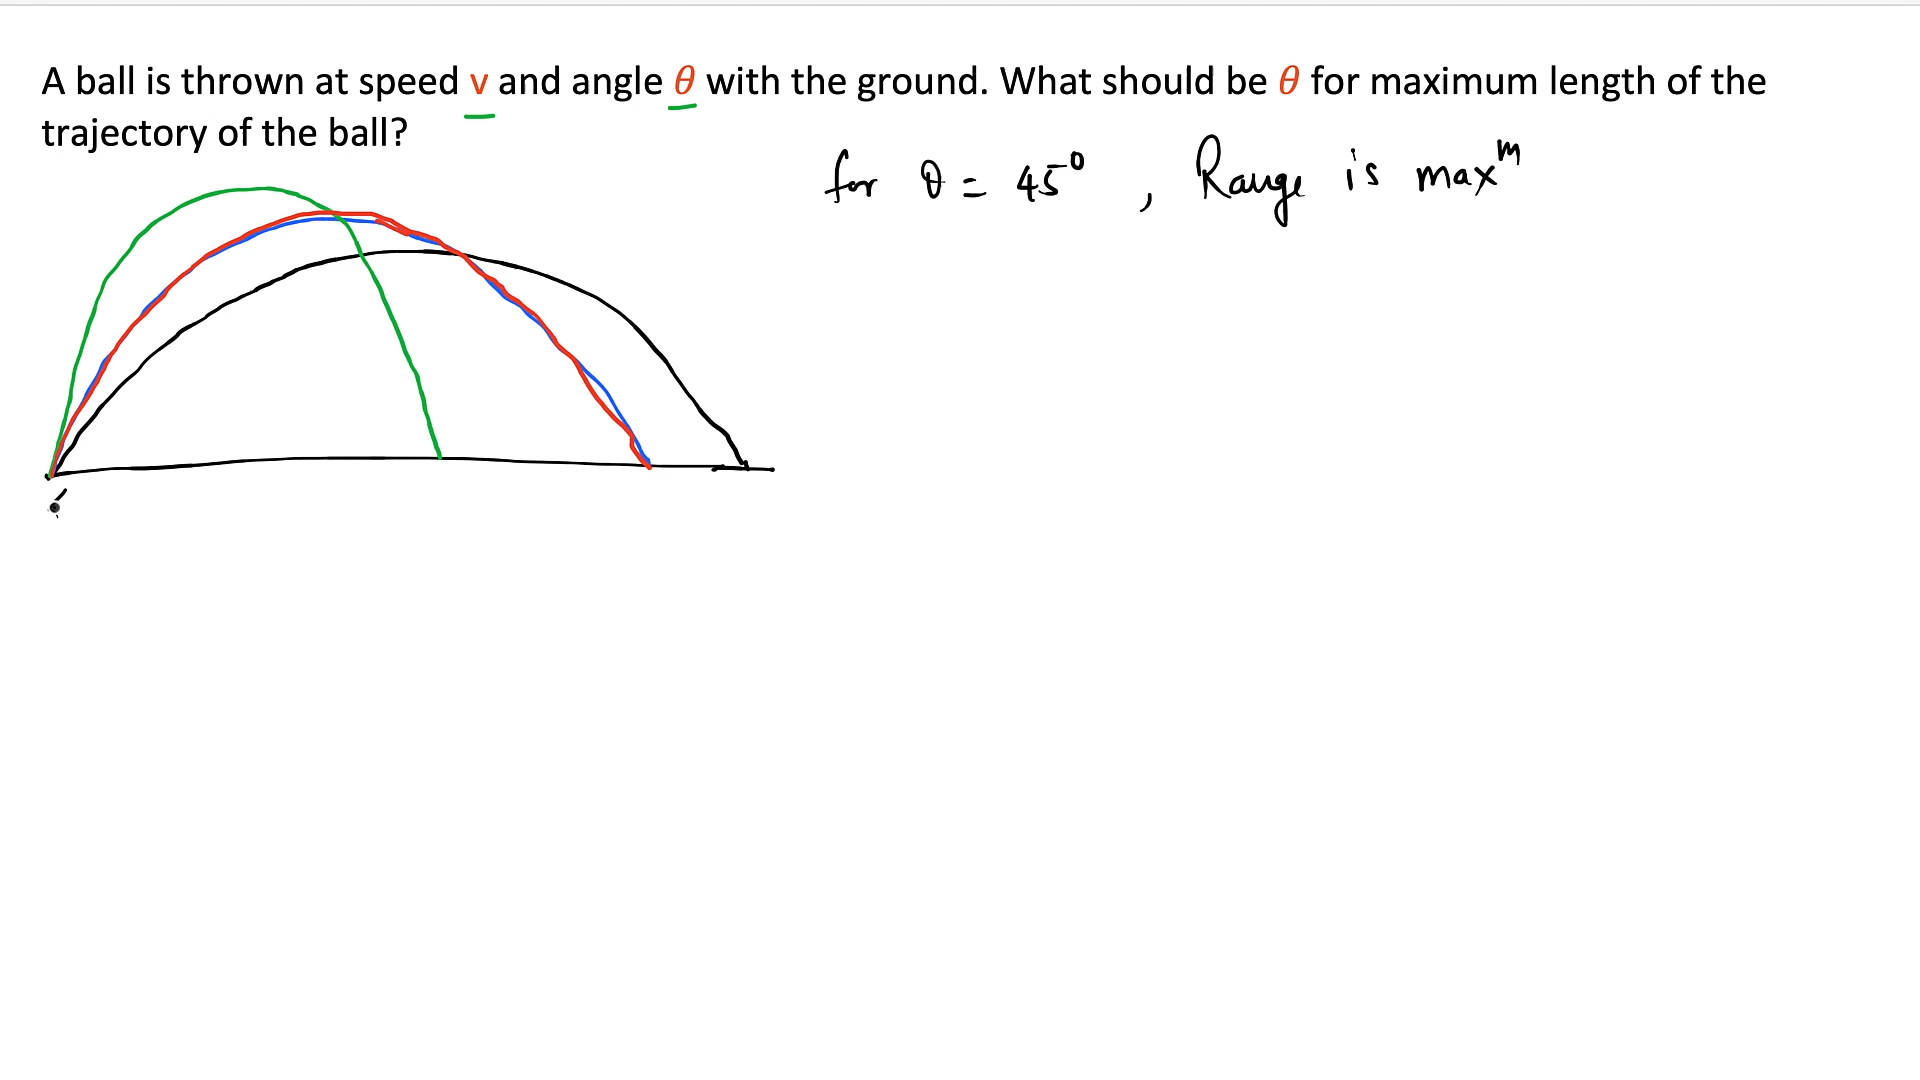 A ball is thrown at speed v and angle θ with the ground. What should be θ for maximum length of the
trajectory of the ball?
for θ = 45⁰ , Range is maxᵐ